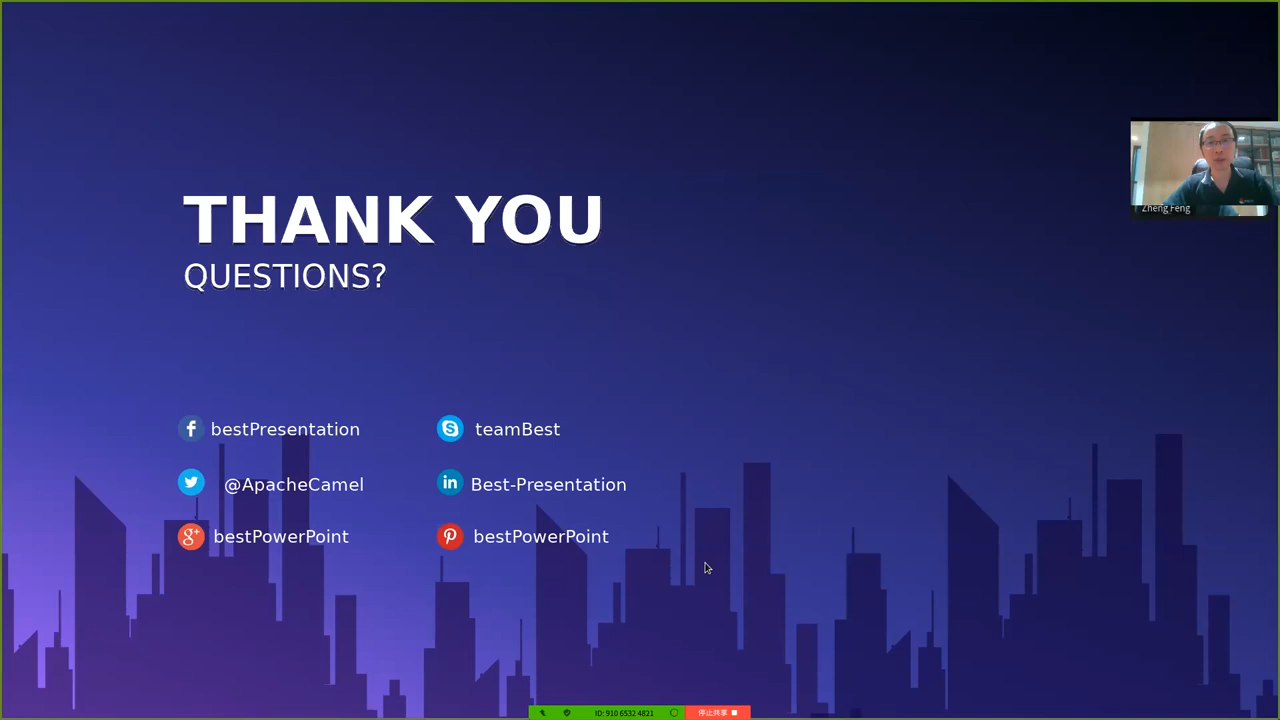 THANK YOU
QUESTIONS?
Zheng Feng
bestPresentation
teamBest
@ApacheCamel
Best-Presentation
bestPowerPoint
bestPowerPoint
ID: 910 6532 4821
停止共享